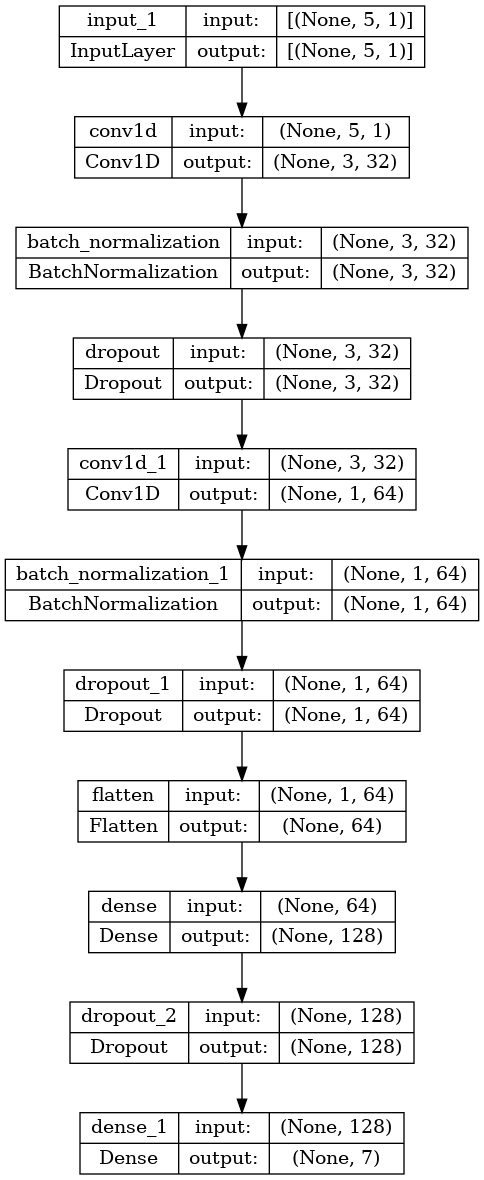 input_1 input: [(None, 5, 1)]
InputLayer output: [(None, 5, 1)]
conv1d input: (None, 5, 1)
Conv1D output: (None, 3, 32)
batch_normalization input: (None, 3, 32)
BatchNormalization output: (None, 3, 32)
dropout input: (None, 3, 32)
Dropout output: (None, 3, 32)
conv1d_1 input: (None, 3, 32)
Conv1D output: (None, 1, 64)
batch_normalization_1 input: (None, 1, 64)
BatchNormalization output: (None, 1, 64)
dropout_1 input: (None, 1, 64)
Dropout output: (None, 1, 64)
flatten input: (None, 1, 64)
Flatten output: (None, 64)
dense input: (None, 64)
Dense output: (None, 128)
dropout_2 input: (None, 128)
Dropout output: (None, 128)
dense_1 input: (None, 128)
Dense output: (None, 7)